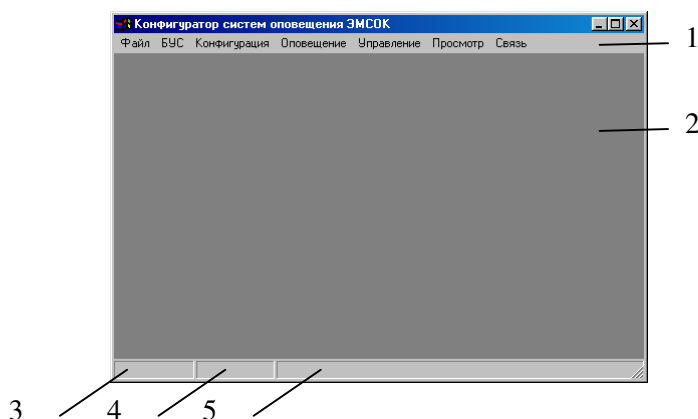 Конфигуратор систем оповещения ЭМСОК
Файл БУС Конфигурация Оповещение Управление Просмотр Связь
1
2
3 4 5